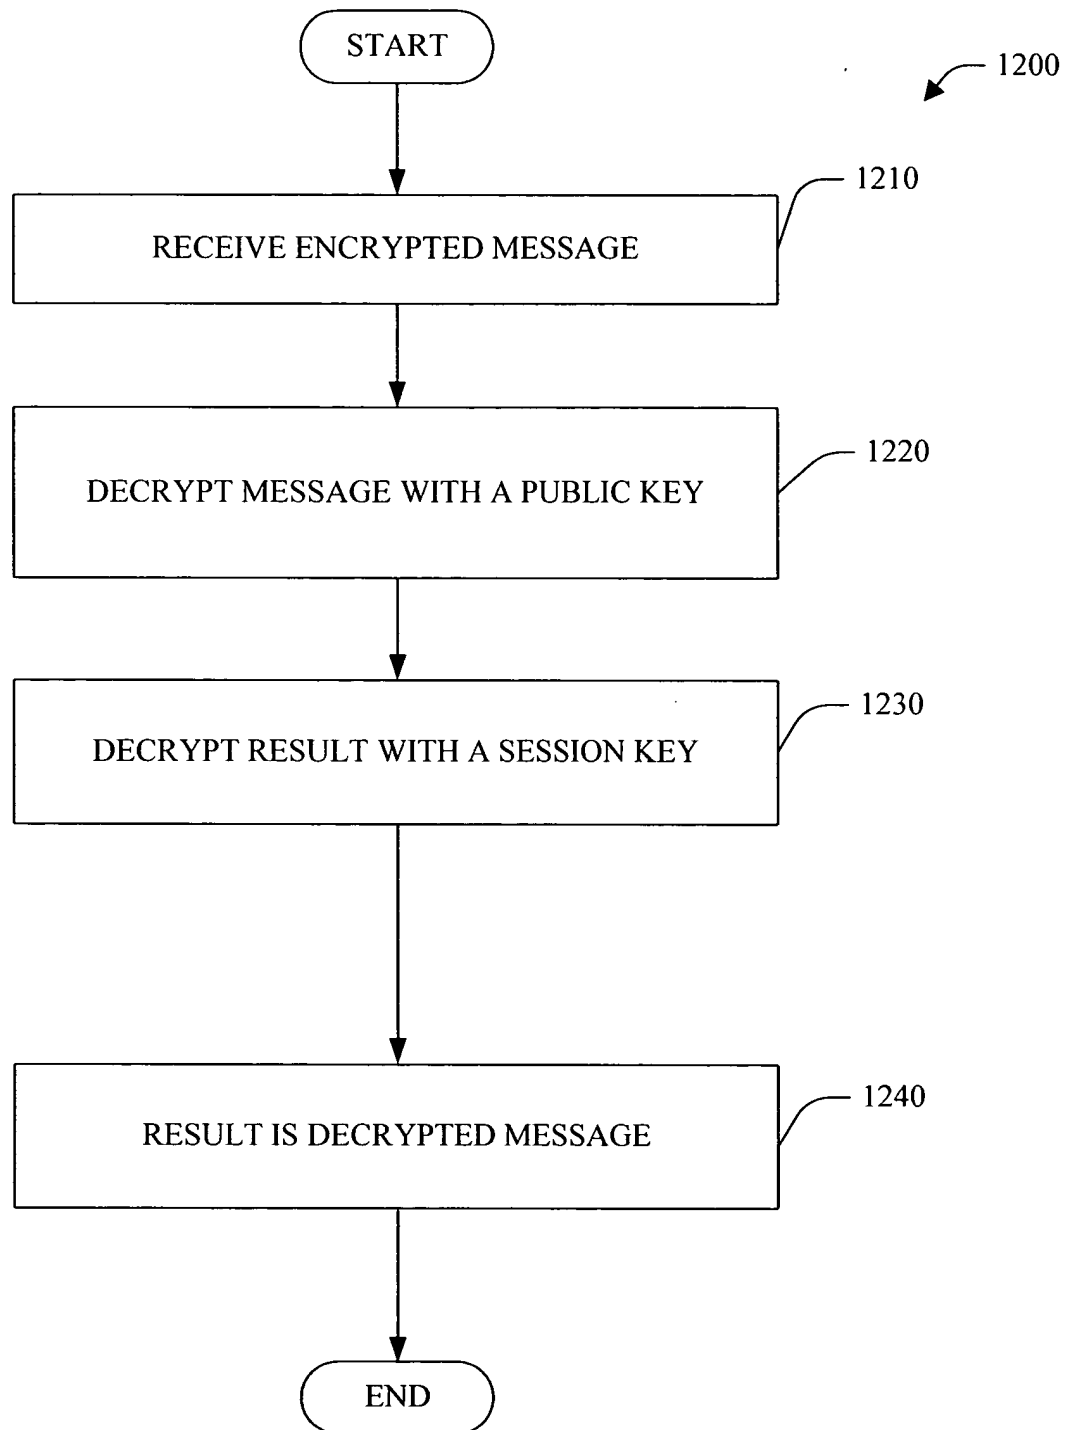 START
1200
1210
RECEIVE ENCRYPTED MESSAGE
1220
DECRYPT MESSAGE WITH A PUBLIC KEY
1230
DECRYPT RESULT WITH A SESSION KEY
1240
RESULT IS DECRYPTED MESSAGE
END